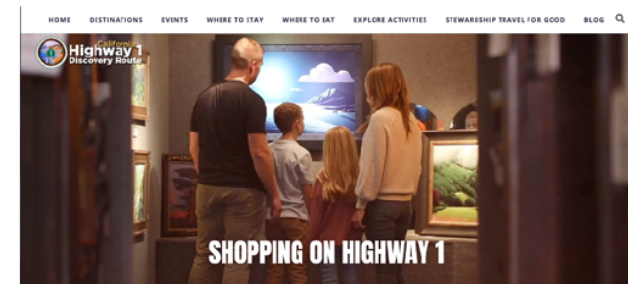 HOME DESTINATIONS EVENTS WHERE TO STAY WHERE TO EAT EXPLORE ACTIVITIES STEWARDSHIP TRAVEL FOR GOOD BLOG
California
Highway 1
Discovery Route
SHOPPING ON HIGHWAY 1